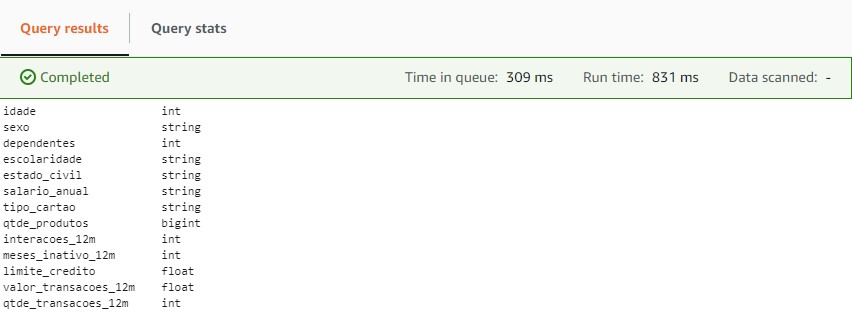 Query results Query stats
Completed Time in queue: 309 ms Run time: 831 ms Data scanned: -
idade int
sexo string
dependentes int
escolaridade string
estado_civil string
salario_anual string
tipo_cartao string
qtde_produtos bigint
interacoes_12m int
meses_inativo_12m int
limite_credito float
valor_transacoes_12m float
qtde_transacoes_12m int